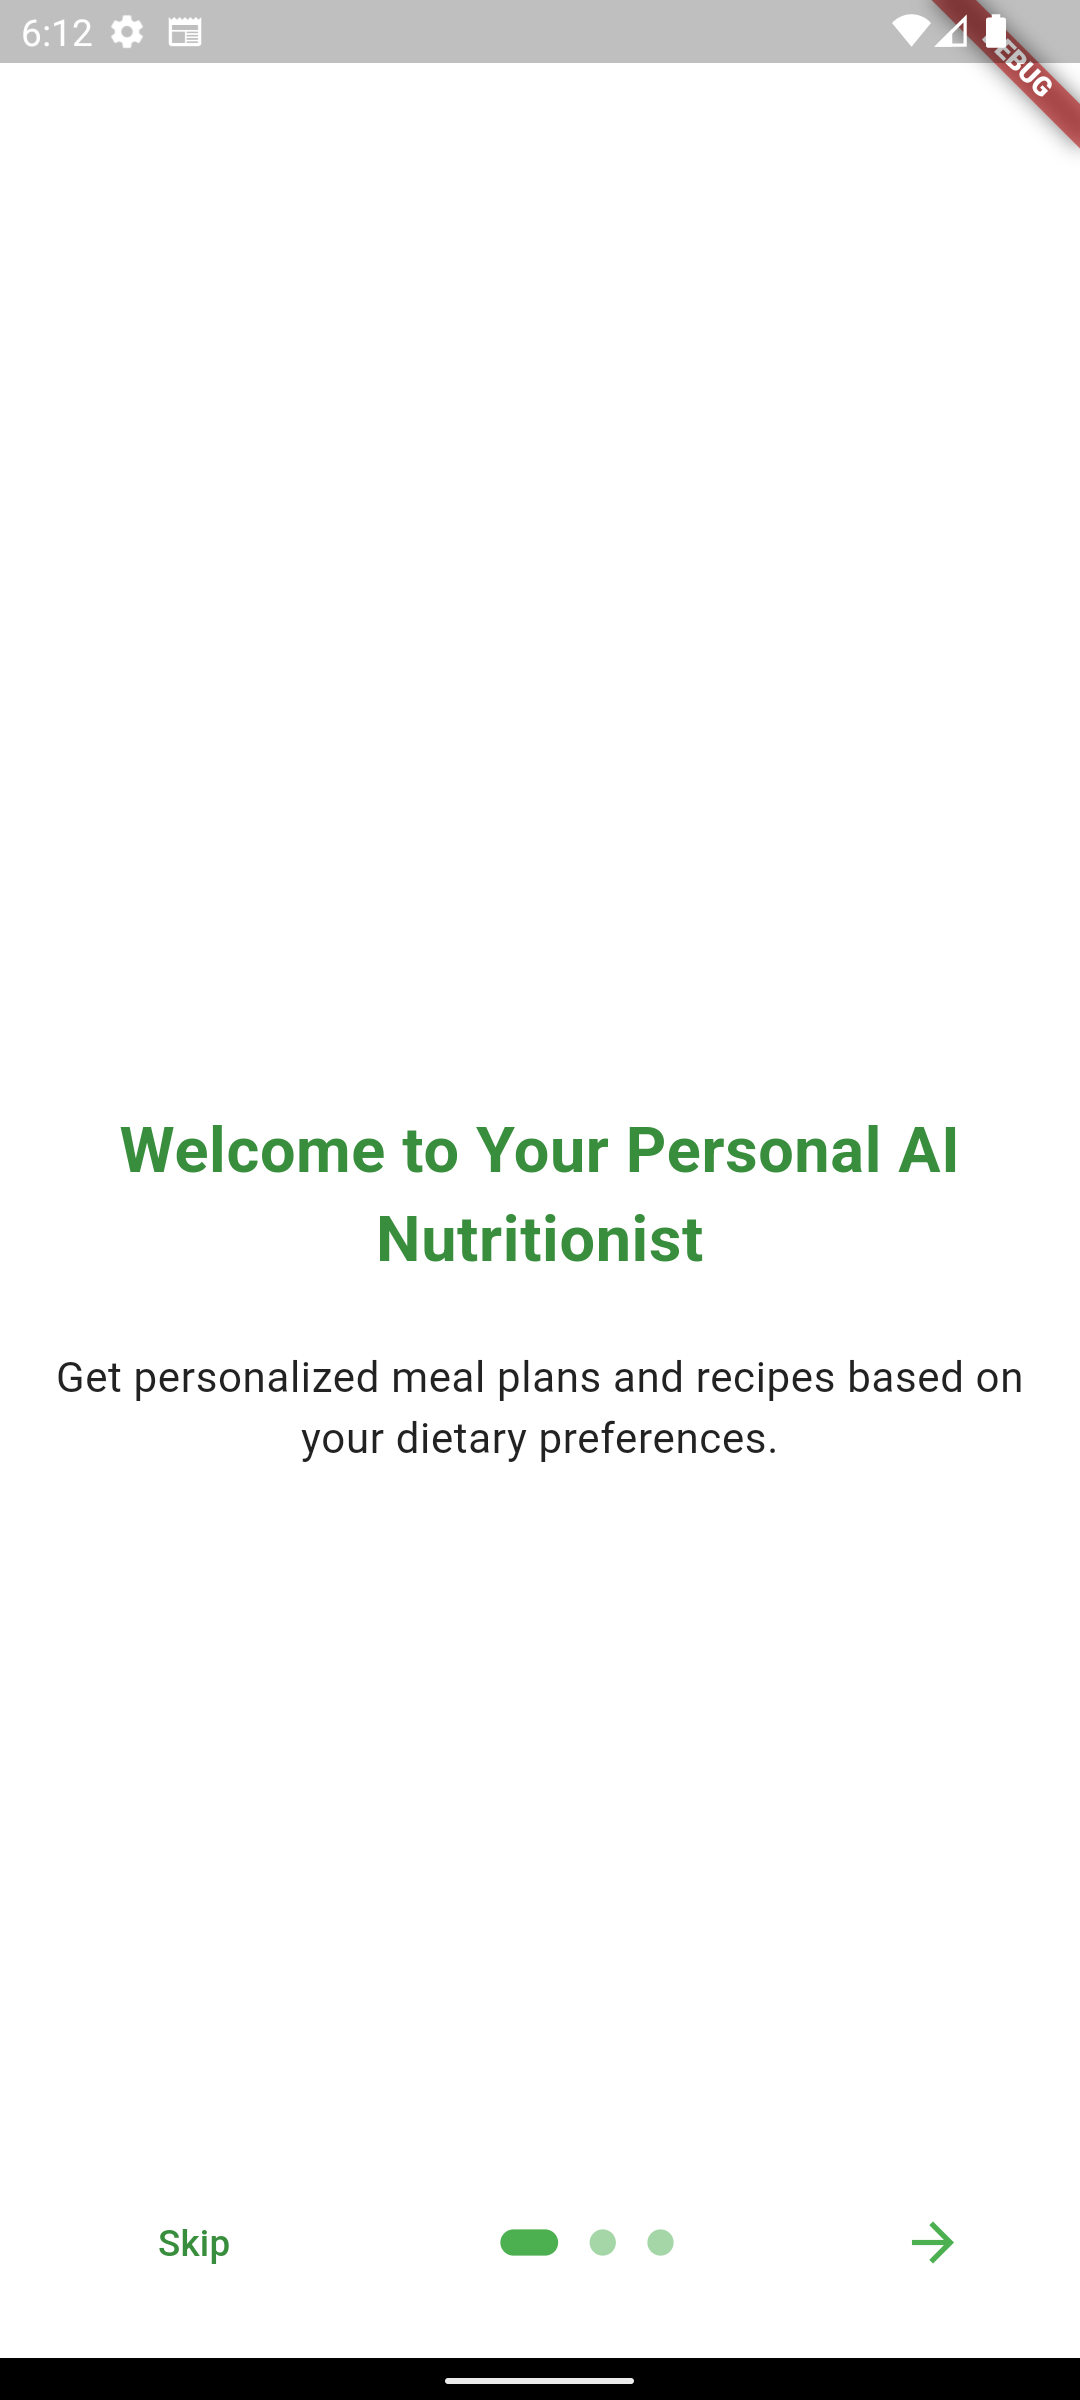 6:12
DEBUG
Welcome to Your Personal AI
Nutritionist
Get personalized meal plans and recipes based on
your dietary preferences.
Skip